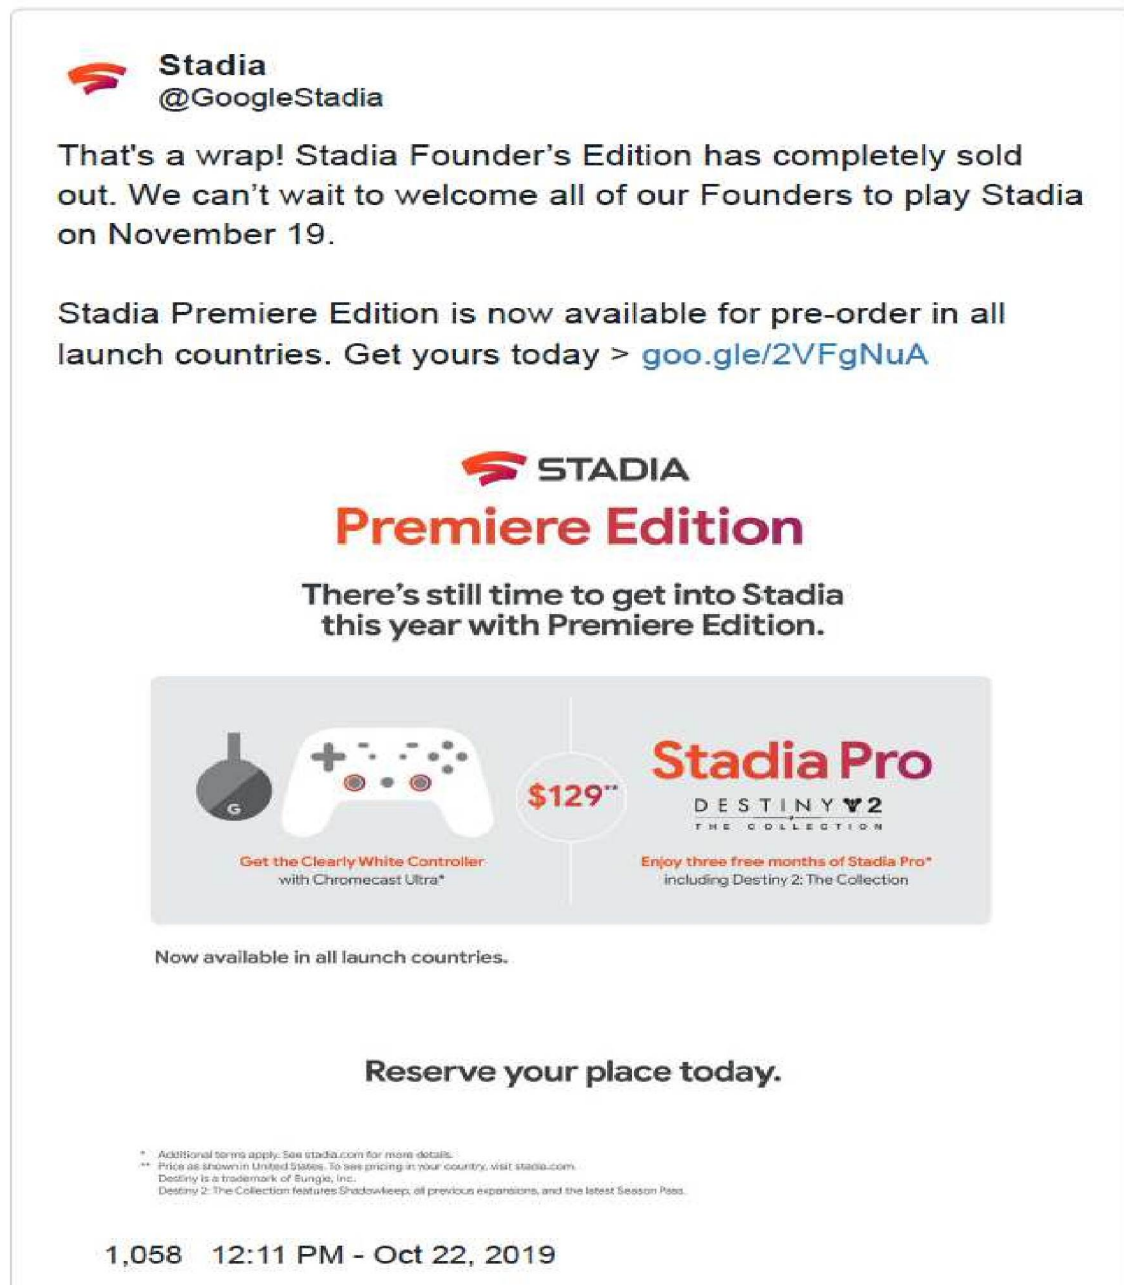 Stadia
@GoogleStadia
That's a wrap! Stadia Founder’s Edition has completely sold
out. We can’t wait to welcome all of our Founders to play Stadia
on November 19.
Stadia Premiere Edition is now available for pre-order in all
launch countries. Get yours today > goo.gle/2VFgNuA
STADIA
Premiere Edition
There’s still time to get into Stadia
this year with Premiere Edition.
G
$129**
Stadia Pro
DESTINY 2
THE COLLECTION
Get the Clearly White Controller
with Chromecast Ultra*
Enjoy three free months of Stadia Pro*
including Destiny 2: The Collection
Now available in all launch countries.
Reserve your place today.
* Additional terms apply. See stadia.com for more details.
** Price as shown in United States. To see pricing in your country, visit stadia.com.
Destiny is a trademark of Bungie, Inc.
Destiny 2: The Collection features Shadowkeep, all previous expansions, and the latest Season Pass.
1,058 12:11 PM - Oct 22, 2019